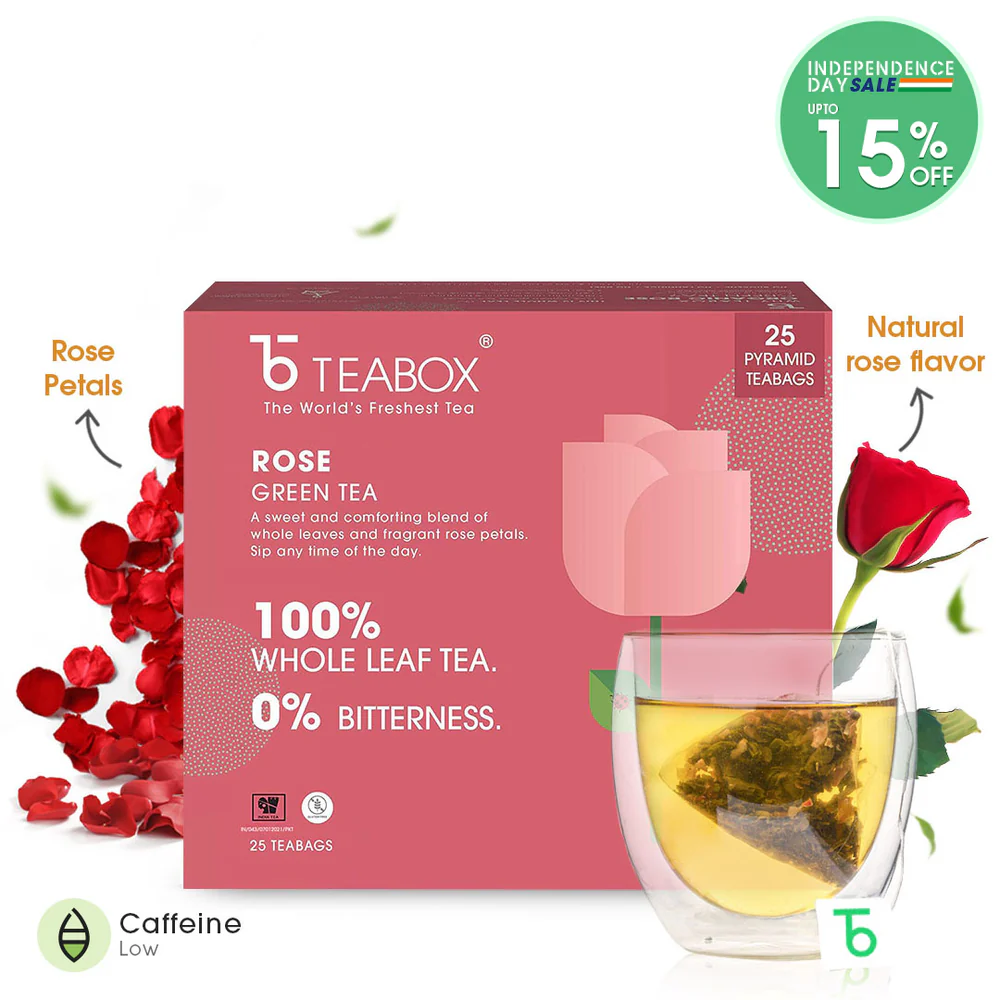 INDEPENDENCE
DAY SALE
UPTO
15%
OFF
Rose
Petals
Natural
rose flavor
TEABOX®
The World's Freshest Tea
25
PYRAMID
TEABAGS
ROSE
GREEN TEA
A sweet and comforting blend of
whole leaves and fragrant rose petals.
Sip any time of the day.
100%
WHOLE LEAF TEA.
0% BITTERNESS.
INDIA TEA
25 TEABAGS
Caffeine
Low